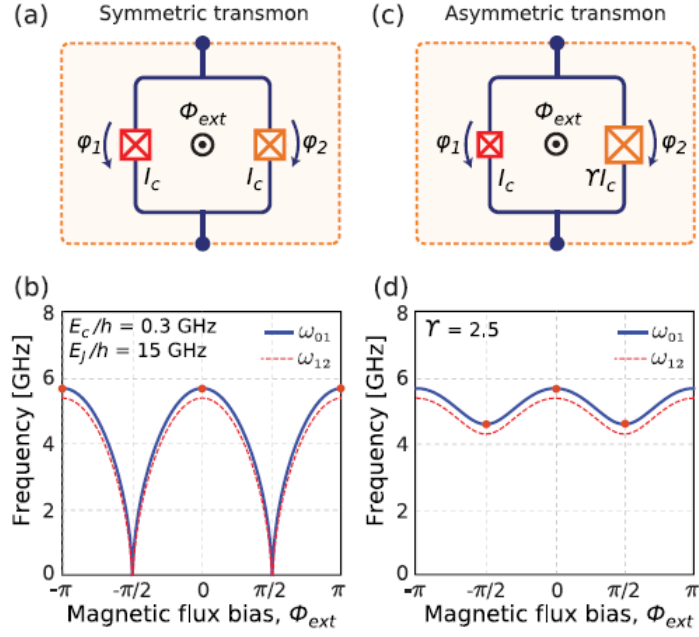 (a) Symmetric transmon
Φext
φ1
φ2
Ic
Ic
(c) Asymmetric transmon
Φext
φ1
φ2
Ic
ϒIc
(b)
8
6
4
2
0
Frequency [GHz]
Ec/h = 0.3 GHz
EJ/h = 15 GHz
ω01
ω12
-π
-π/2
0
π/2
π
Magnetic flux bias, Φext
(d)
8
6
4
2
0
Frequency [GHz]
ϒ = 2.5
ω01
ω12
-π
-π/2
0
π/2
π
Magnetic flux bias, Φext